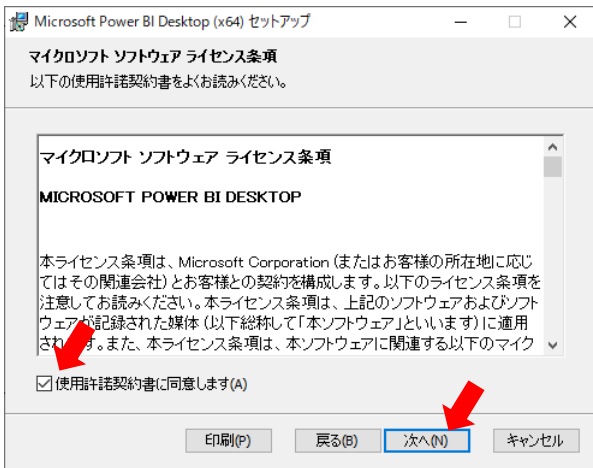 Microsoft Power BI Desktop (x64) セットアップ
マイクロソフト ソフトウェア ライセンス条項
以下の使用許諾契約書をよくお読みください。
マイクロソフト ソフトウェア ライセンス条項
MICROSOFT POWER BI DESKTOP
本ライセンス条項は、Microsoft Corporation (またはお客様の所在地に応じ
てはその関連会社) とお客様との契約を構成します。以下のライセンス条項を
注意してお読みください。本ライセンス条項は、上記のソフトウェアおよびソフト
ウェアが記録された媒体 (以下総称して「本ソフトウェア」といいます) に適用
されます。また、本ライセンス条項は、本ソフトウェアに関連する以下のマイク
使用許諾契約書に同意します(A)
印刷(P) 戻る(B) 次へ(N) キャンセル